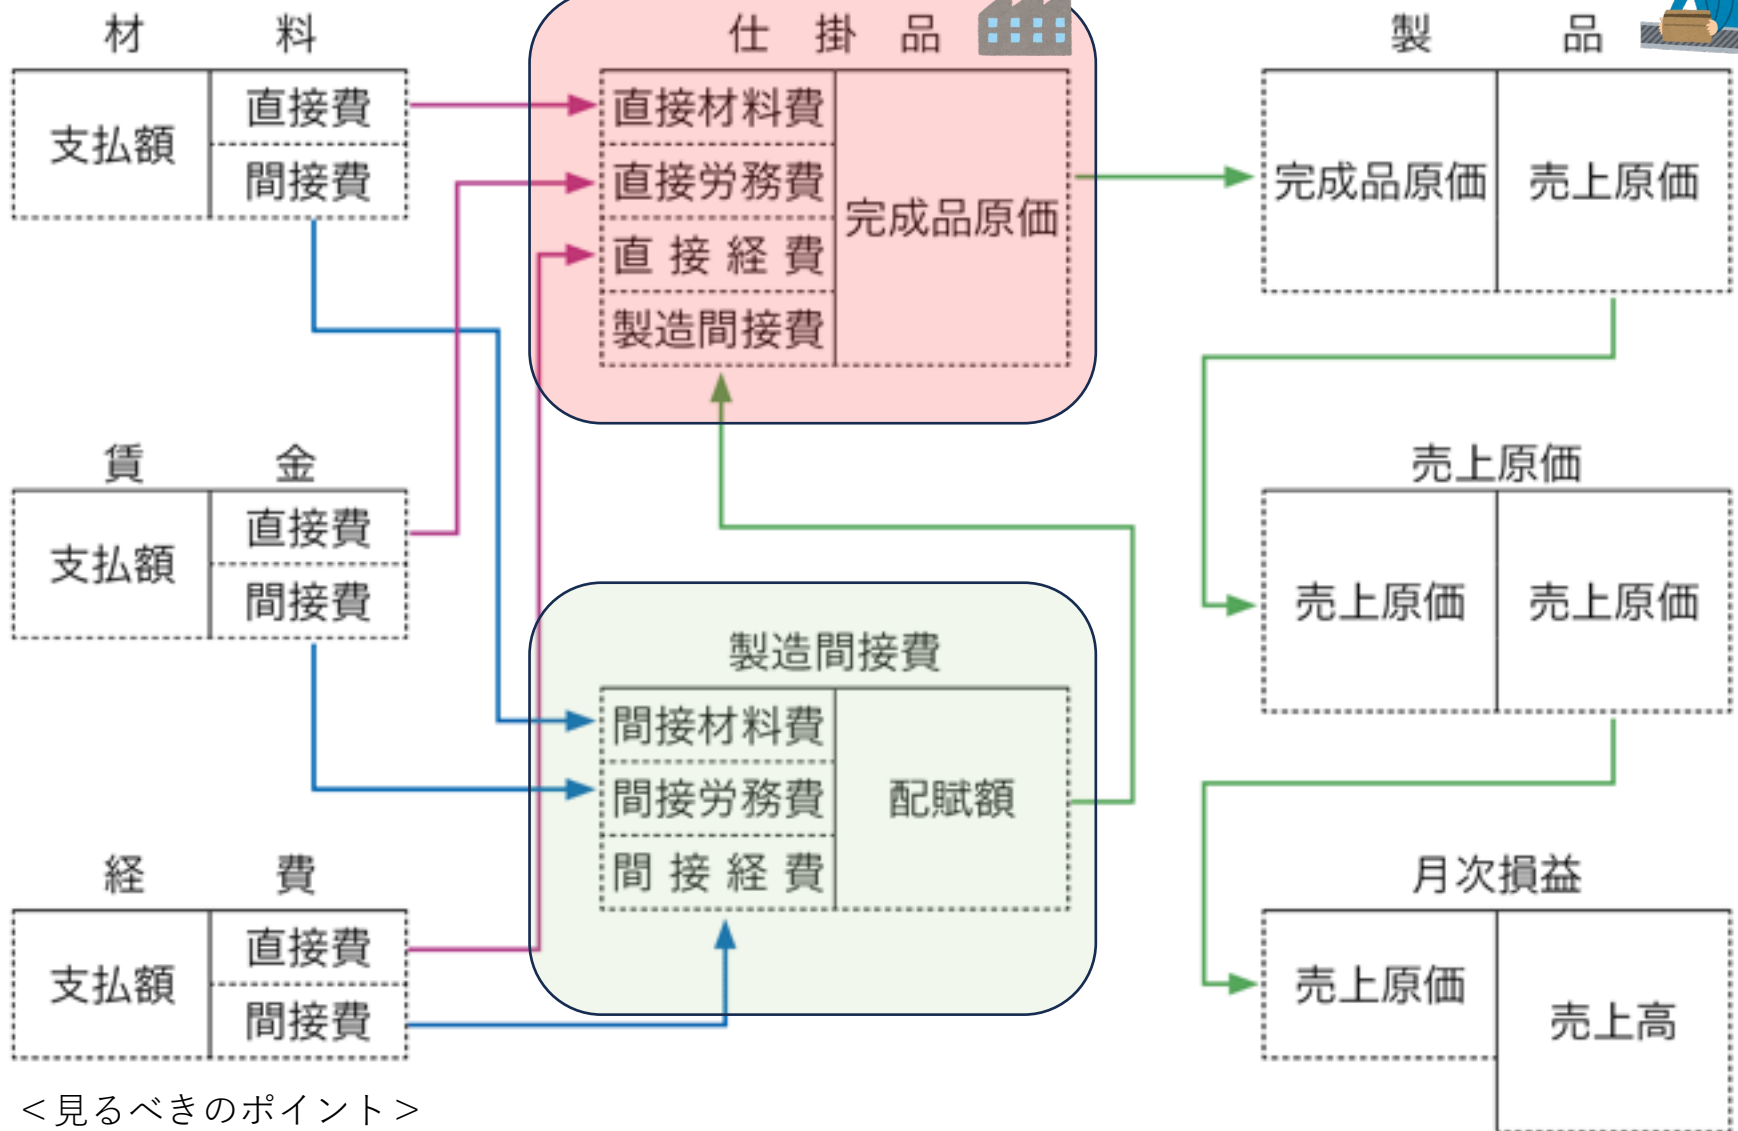 材料
支払額
直接費
間接費
賃金
支払額
直接費
間接費
経費
支払額
直接費
間接費
仕掛品
直接材料費
直接労務費
直接経費
製造間接費
完成品原価
製造間接費
間接材料費
間接労務費
間接経費
配賦額
製品
完成品原価
売上原価
売上原価
売上原価
売上原価
月次損益
売上原価
売上高
＜見るべきのポイント＞